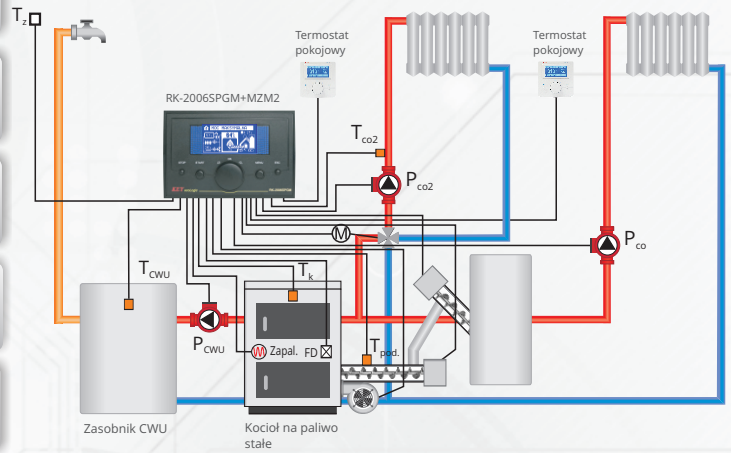 Tz
Termostat
pokojowy
Termostat
pokojowy
RK-2006SPGM+MZM2
Tco2
Pco2
M
Pco
TCWU
Tk
PCWU
Zapal. FD
Tpod.
Zasobnik CWU
Kocioł na paliwo
stałe